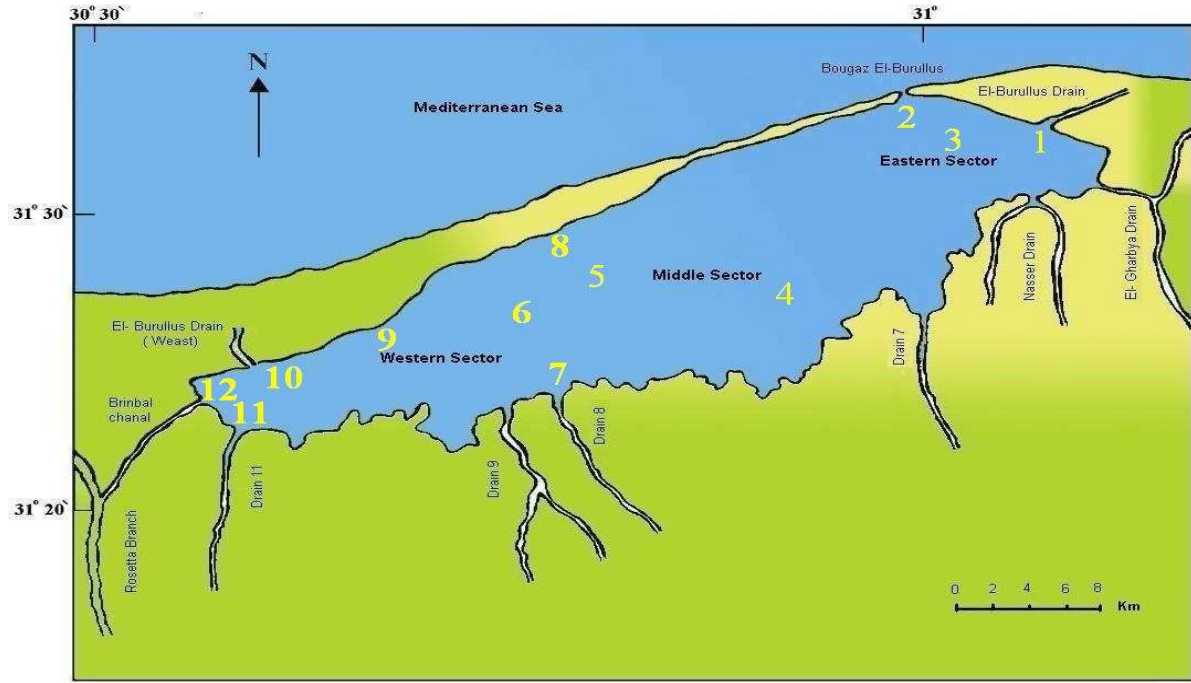 30° 30`
31°
N
Bougaz El-Burullus
Mediterranean Sea
El-Burullus Drain
2
3
1
Eastern Sector
31° 30`
8
5
Middle Sector
4
6
Nasser Drain
El- Gharbya Drain
El- Burullus Drain
( Weast)
9
Western Sector
Drain 7
10
12
7
Brinbal
chanal
11
Drain 8
Drain 9
Drain 11
31° 20`
Rosetta Branch
0 2 4 6 8
Km